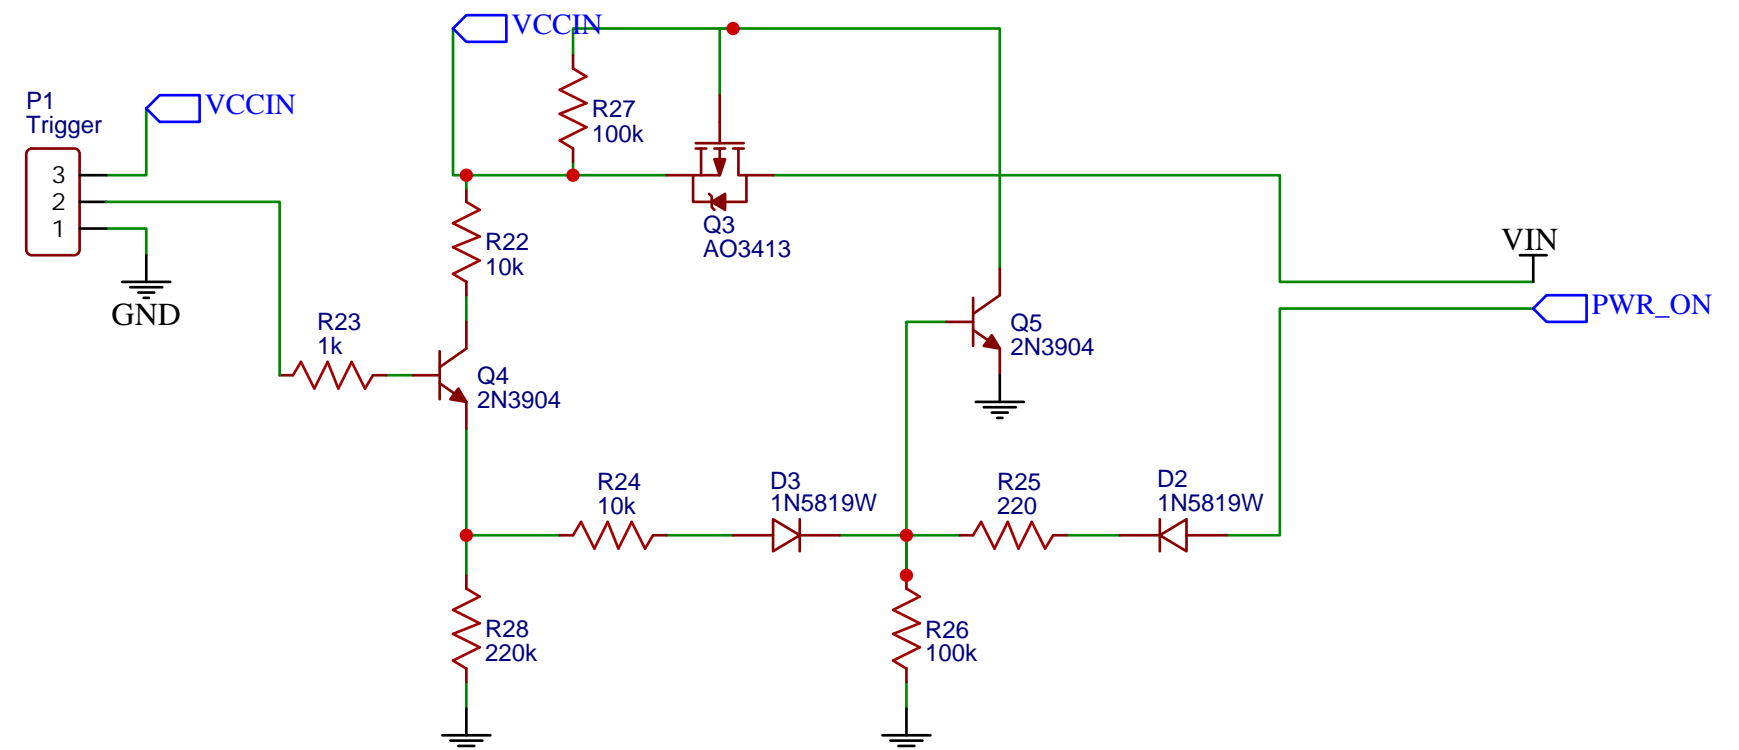 VCCIN
P1
Trigger
VCCIN
3
2
1
GND
R27
100k
R22
10k
Q3
AO3413
VIN
PWR_ON
R23
1k
Q4
2N3904
Q5
2N3904
R24
10k
D3
1N5819W
R25
220
D2
1N5819W
R28
220k
R26
100k